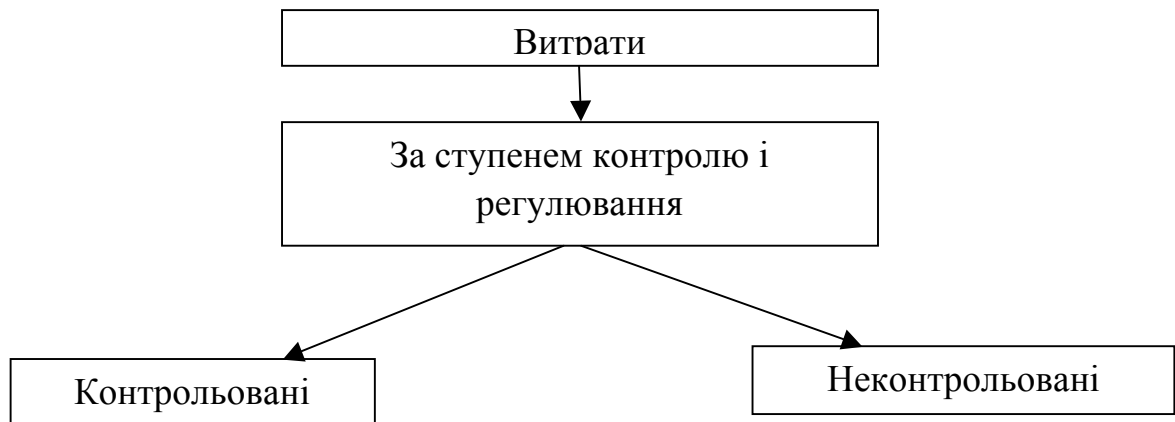 Витрати
За ступенем контролю і
регулювання
Контрольовані
Неконтрольовані